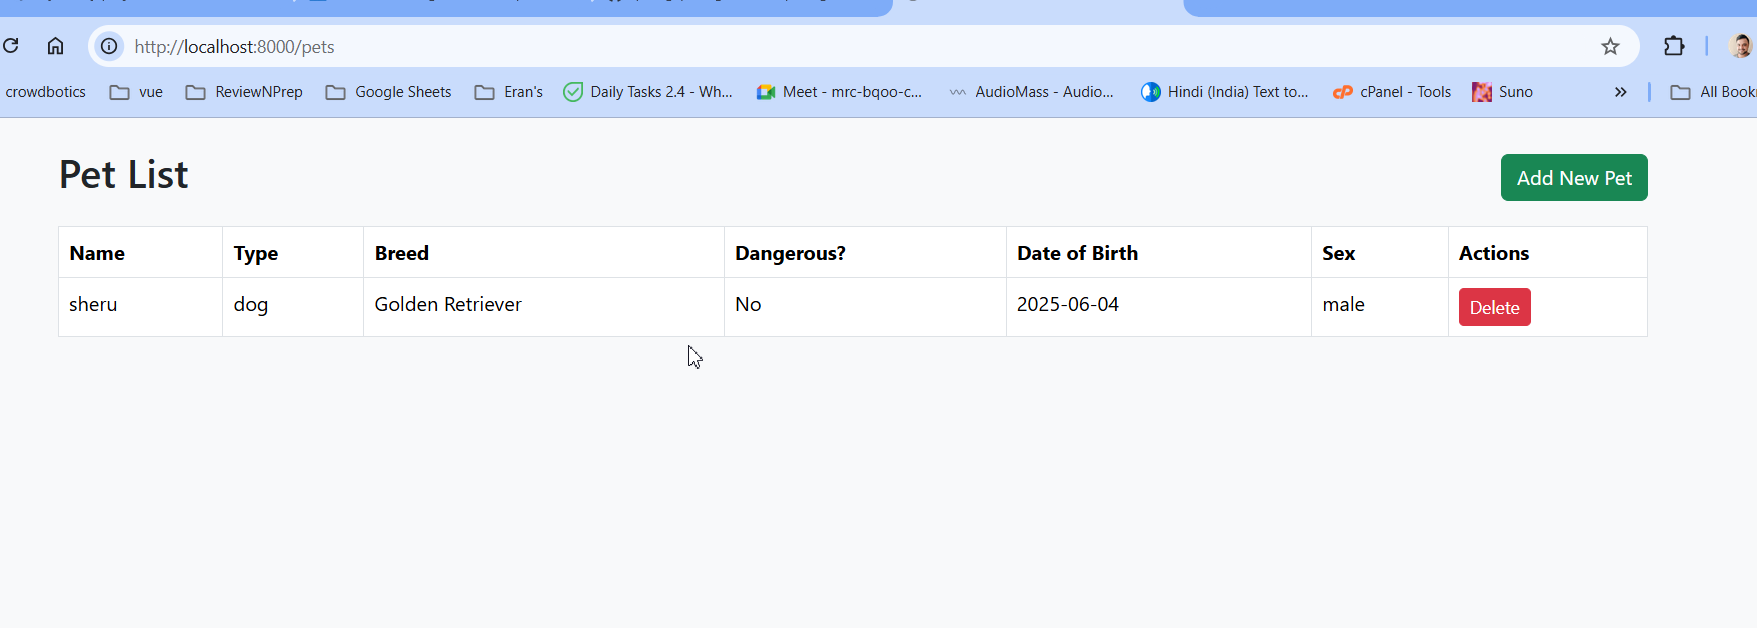 http://localhost:8000/pets
crowdbotics vue ReviewNPrep Google Sheets Eran's Daily Tasks 2.4 - Wh... Meet - mrc-bqoo-c... AudioMass - Audio... Hindi (India) Text to... cPanel - Tools Suno » All Book
Pet List
Add New Pet
Name Type Breed Dangerous? Date of Birth Sex Actions
sheru dog Golden Retriever No 2025-06-04 male Delete